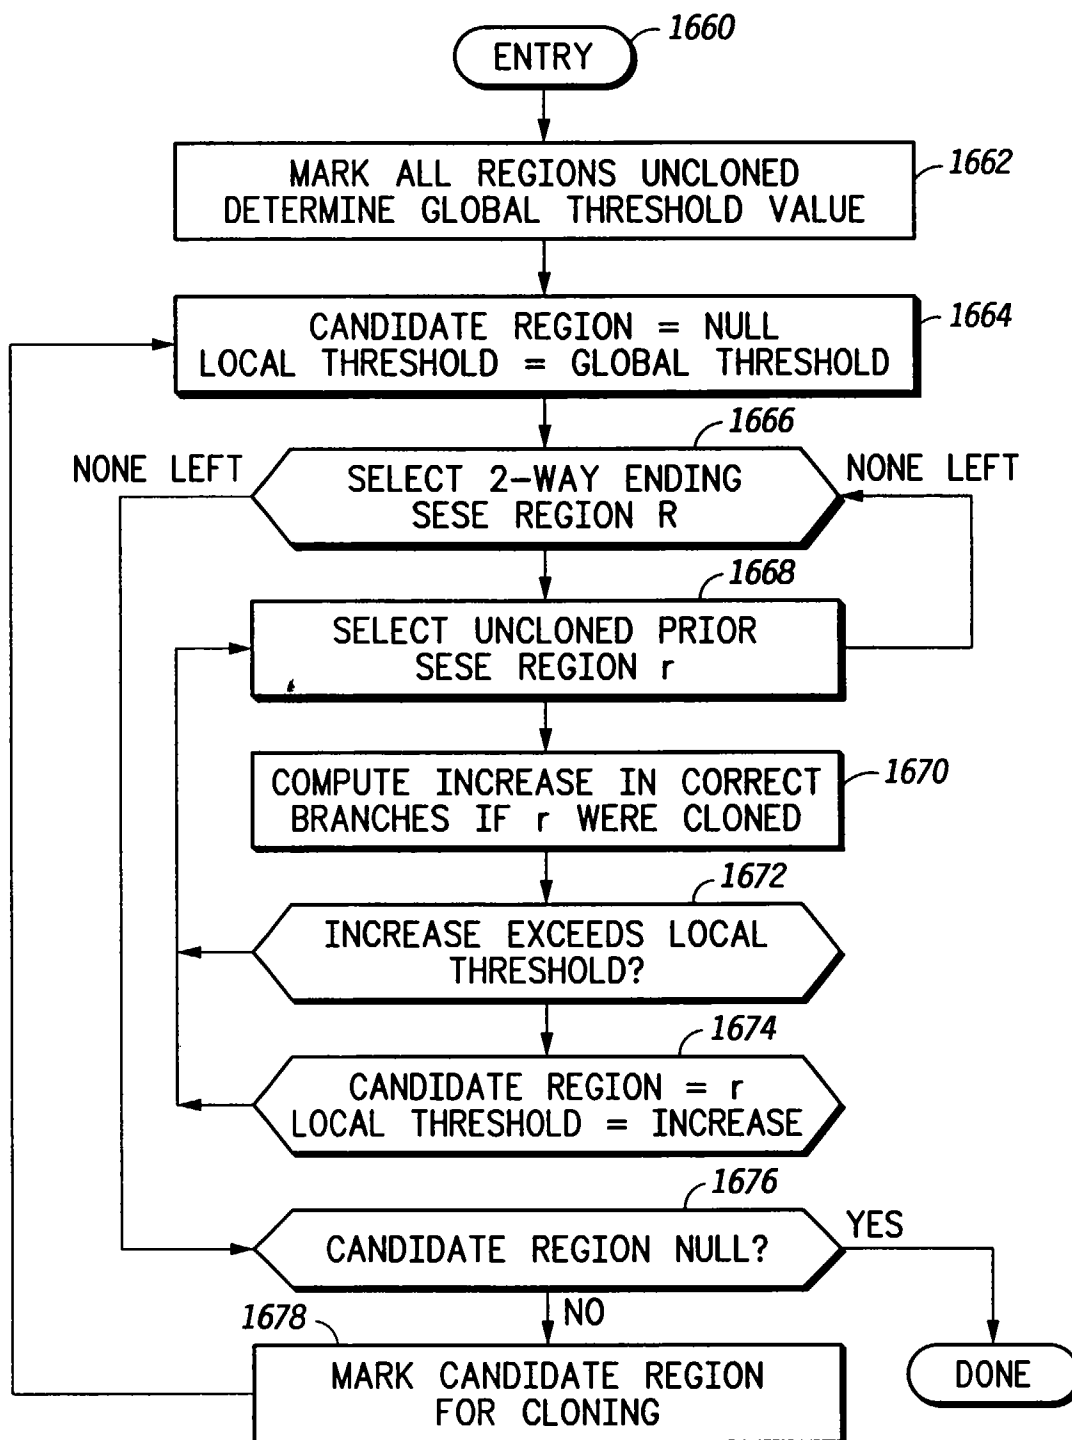 1660
ENTRY
1662
MARK ALL REGIONS UNCLONED
DETERMINE GLOBAL THRESHOLD VALUE
1664
CANDIDATE REGION = NULL
LOCAL THRESHOLD = GLOBAL THRESHOLD
1666
NONE LEFT
SELECT 2-WAY ENDING
SESE REGION R
NONE LEFT
1668
SELECT UNCLONED PRIOR
SESE REGION r
1670
COMPUTE INCREASE IN CORRECT
BRANCHES IF r WERE CLONED
1672
INCREASE EXCEEDS LOCAL
THRESHOLD?
1674
CANDIDATE REGION = r
LOCAL THRESHOLD = INCREASE
1676
CANDIDATE REGION NULL?
YES
NO
1678
MARK CANDIDATE REGION
FOR CLONING
DONE